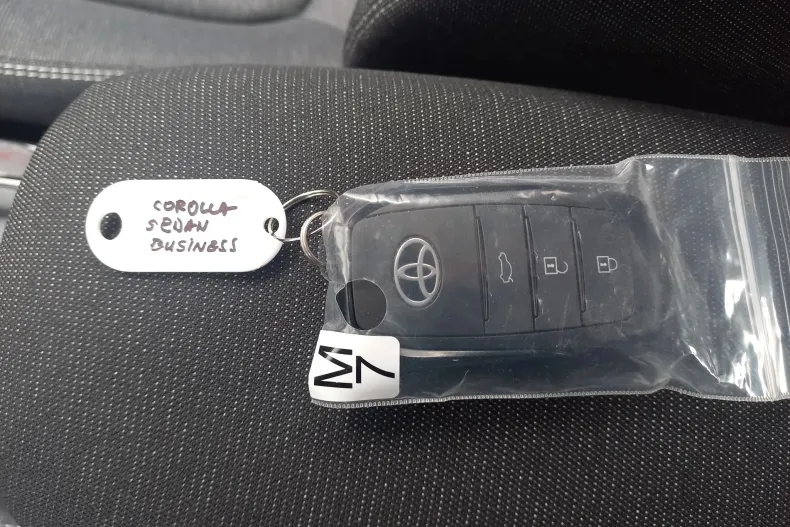 COROLLA
SEDAN
BUSINESS
M
7